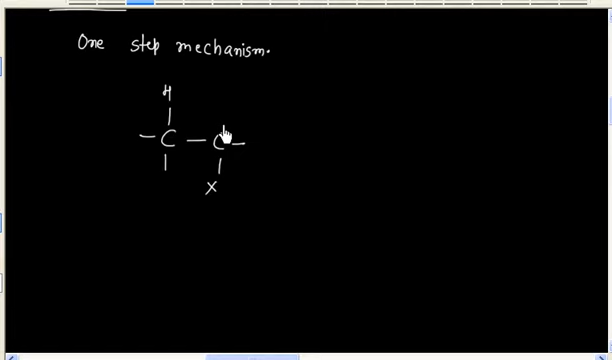 One step mechanism.
H
C — C
X